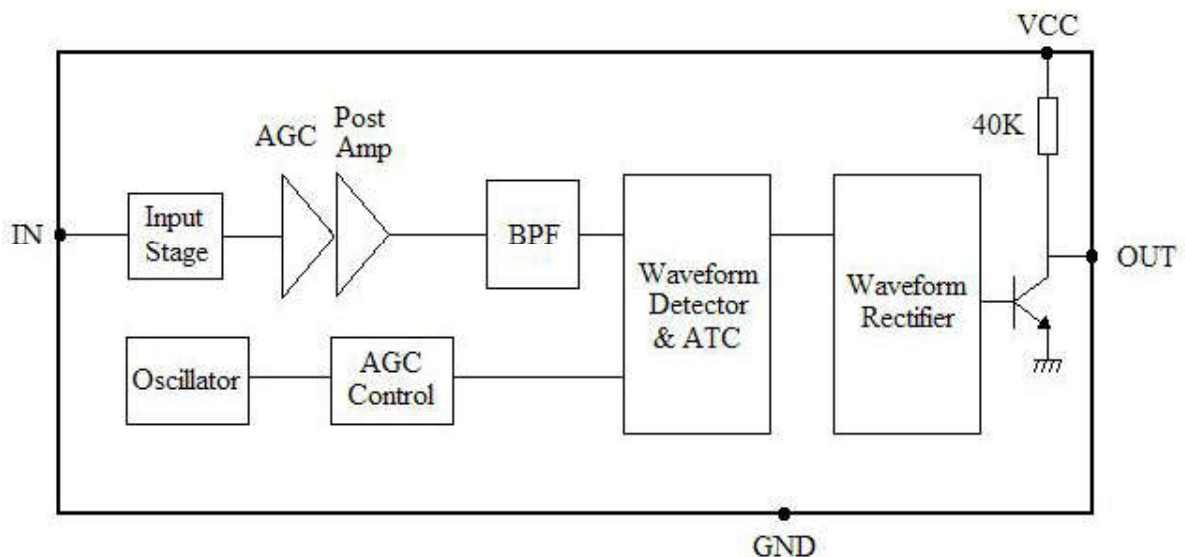 VCC
40K
AGC
Post
Amp
IN
Input
Stage
BPF
Waveform
Detector
& ATC
Waveform
Rectifier
OUT
Oscillator
AGC
Control
GND